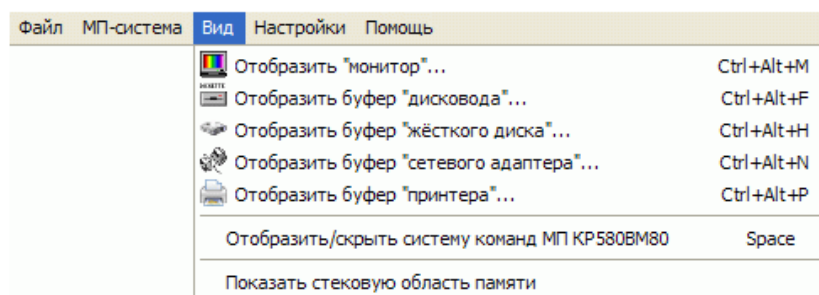 Файл МП-система Вид Настройки Помощь
Отобразить "монитор"... Ctrl+Alt+M
Отобразить буфер "дисковода"... Ctrl+Alt+F
Отобразить буфер "жёсткого диска"... Ctrl+Alt+H
Отобразить буфер "сетевого адаптера"... Ctrl+Alt+N
Отобразить буфер "принтера"... Ctrl+Alt+P
Отобразить/скрыть систему команд МП КР580ВМ80 Space
Показать стековую область памяти